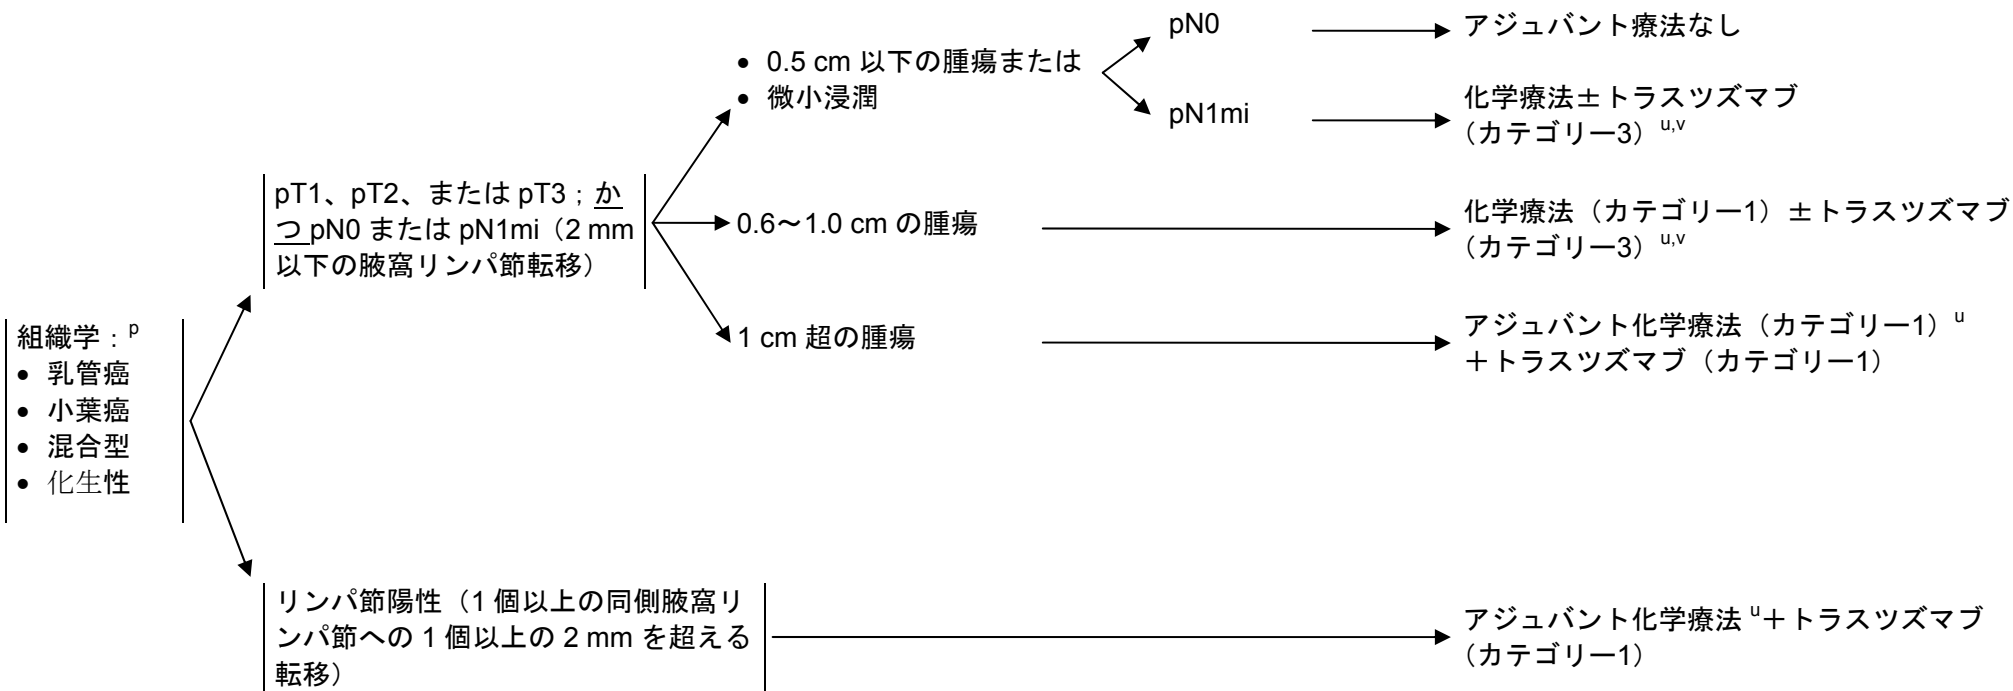 pN0
アジュバント療法なし
• 0.5 cm 以下の腫瘍または
• 微小浸潤
pN1mi
化学療法±トラスツズマブ
（カテゴリー3）u,v
pT1、pT2、または pT3；か
つ pN0 または pN1mi（2 mm
以下の腋窩リンパ節転移）
0.6～1.0 cm の腫瘍
化学療法（カテゴリー1）±トラスツズマブ
（カテゴリー3）u,v
1 cm 超の腫瘍
アジュバント化学療法（カテゴリー1）u
＋トラスツズマブ（カテゴリー1）
組織学：p
• 乳管癌
• 小葉癌
• 混合型
• 化生性
リンパ節陽性（1 個以上の同側腋窩リ
ンパ節への 1 個以上の 2 mm を超える
転移）
アジュバント化学療法 u＋トラスツズマブ
（カテゴリー1）